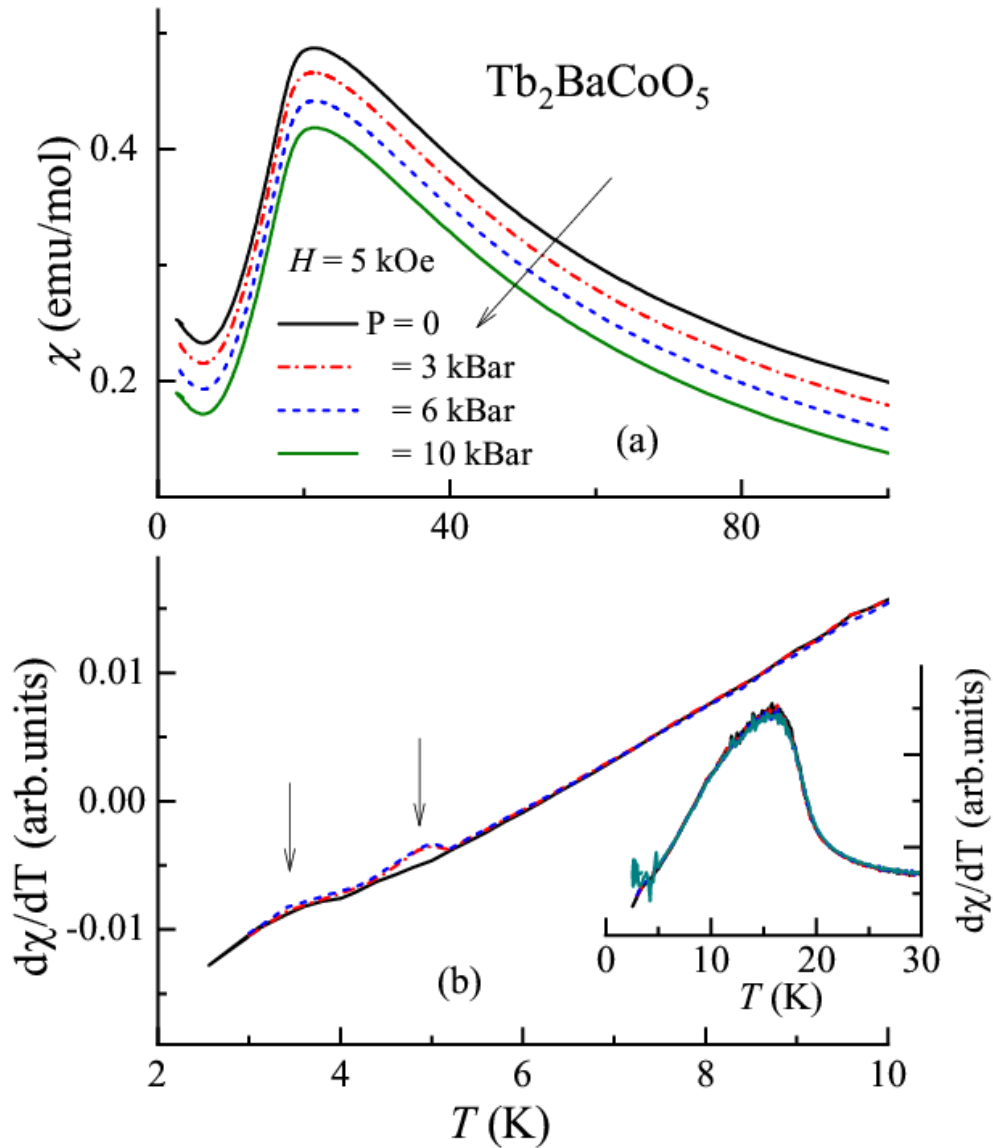 Tb₂BaCoO₅
0.4
χ (emu/mol)
H = 5 kOe
P = 0
= 3 kBar
0.2
= 6 kBar
(a)
= 10 kBar
0 40 80
dχ/dT (arb.units)
0.01
0.00
-0.01
(b)
dχ/dT (arb.units)
0 10 20 30
T (K)
2 4 6 8 10
T (K)